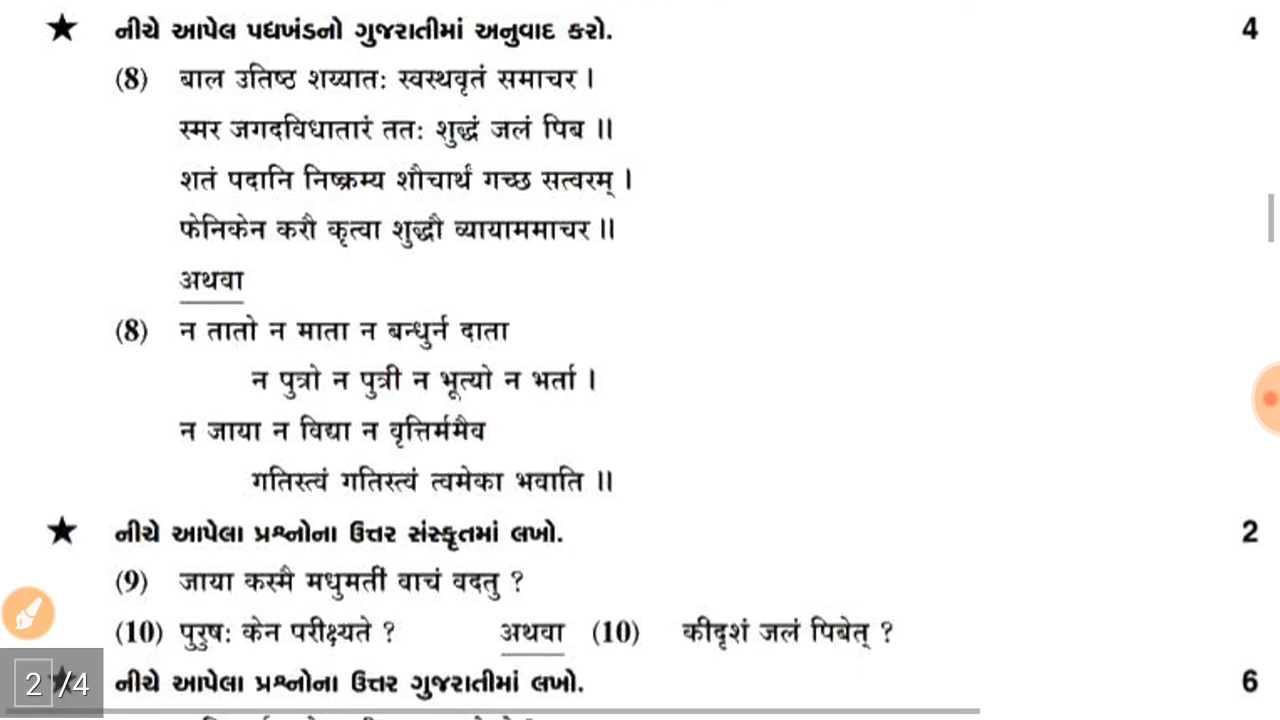 ★ નીચે આપેલ પદ્યખંડનો ગુજરાતીમાં અનુવાદ કરો. 4
(8) बाल उतिष्ठ शय्यातः स्वस्थवृतं समाचर ।
स्मर जगदविधातारं ततः शुद्धं जलं पिब ॥
शतं पदानि निष्क्रम्य शौचार्थं गच्छ सत्वरम् ।
फेनिकेन करौ कृत्वा शुद्धौ व्यायाममाचर ॥
अथवा
(8) न तातो न माता न बन्धुर्न दाता
न पुत्रो न पुत्री न भूत्यो न भर्ता ।
न जाया न विद्या न वृत्तिर्ममैव
गतिस्त्वं गतिस्त्वं त्वमेका भवाति ॥
★ નીચે આપેલા પ્રશ્નોના ઉત્તર સંસ્કૃતમાં લખો. 2
(9) जाया कस्मै मधुमतीं वाचं वदतु ?
(10) पुरुषः केन परीक्ष्यते ? अथवा (10) कीदृशं जलं पिबेत् ?
★ નીચે આપેલા પ્રશ્નોના ઉત્તર ગુજરાતીમાં લખો. 6
2 /4